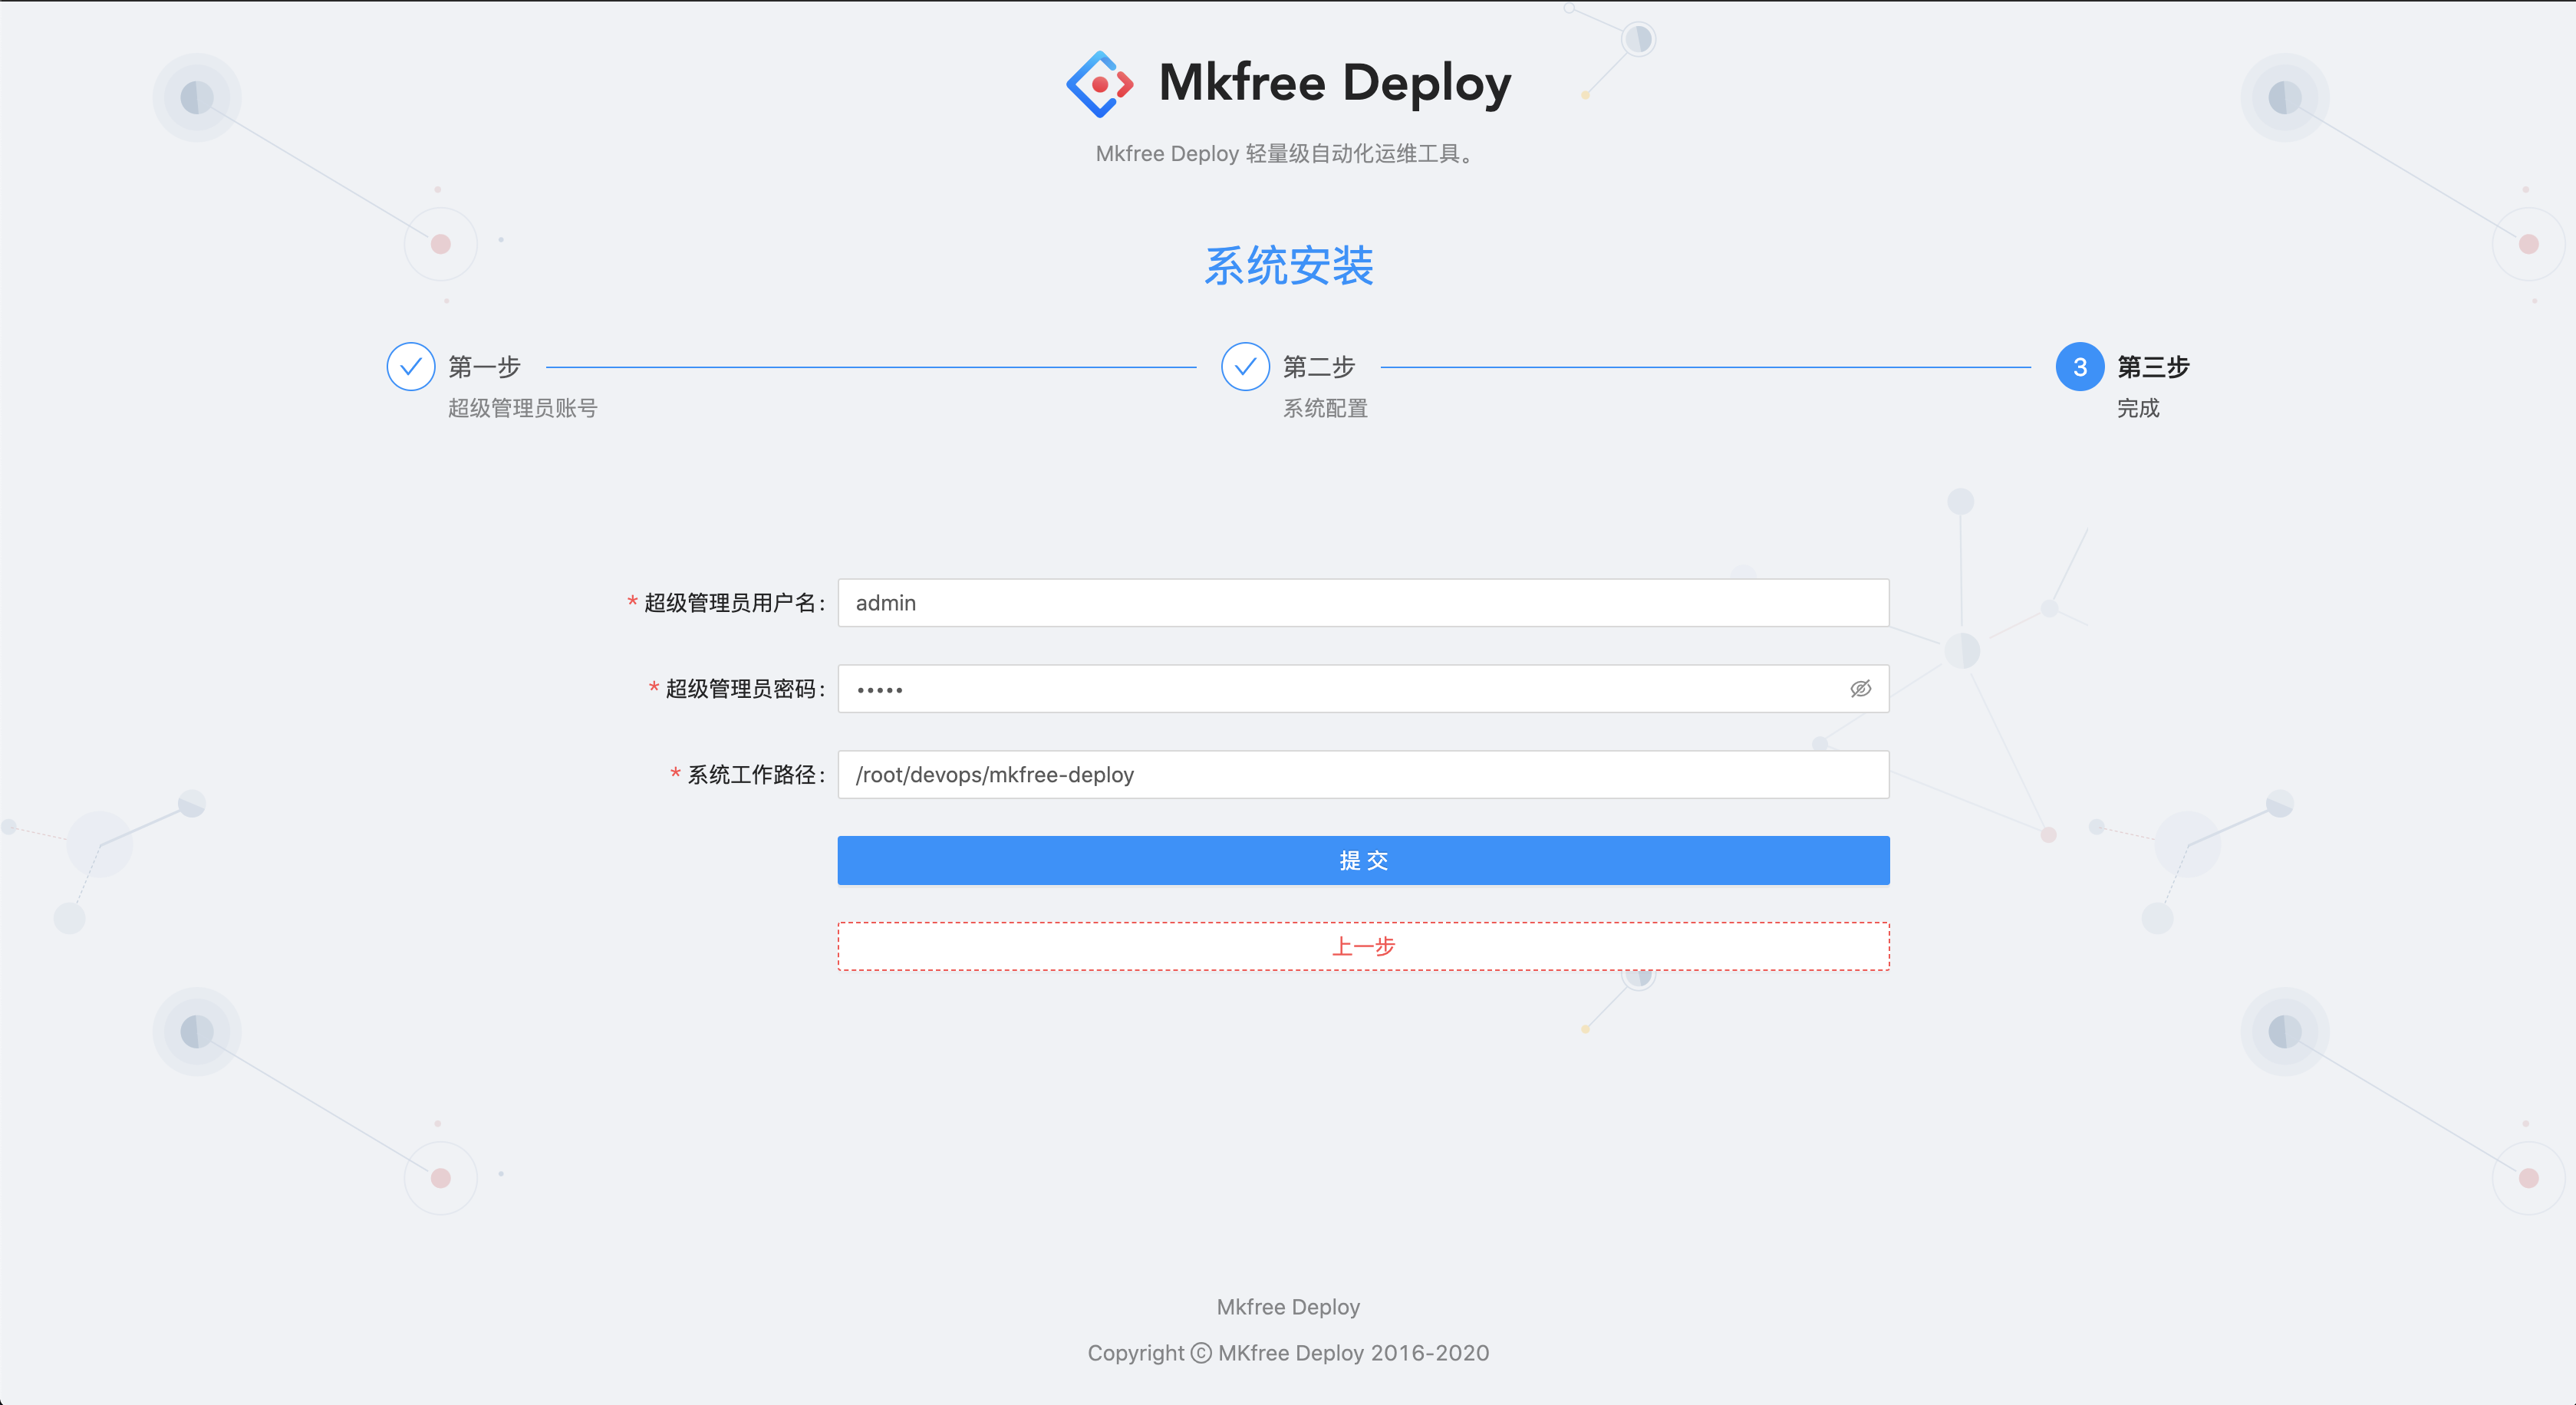 Mkfree Deploy
Mkfree Deploy 轻量级自动化运维工具。
系统安装
第一步
超级管理员账号
第二步
系统配置
3 第三步
完成
* 超级管理员用户名: admin
* 超级管理员密码: •••••
* 系统工作路径: /root/devops/mkfree-deploy
提 交
上一步
Mkfree Deploy
Copyright © MKfree Deploy 2016-2020